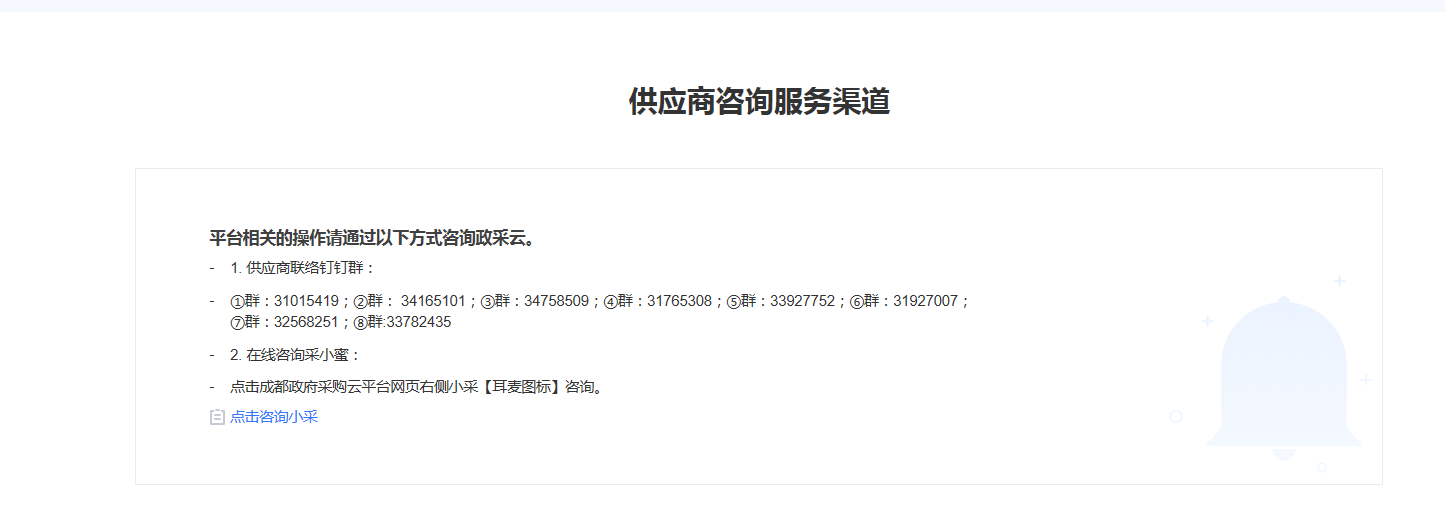 供应商咨询服务渠道
平台相关的操作请通过以下方式咨询政采云。
- 1. 供应商联络钉钉群：
- ①群：31015419；②群： 34165101；③群：34758509；④群：31765308；⑤群：33927752；⑥群：31927007；
⑦群：32568251；⑧群:33782435
- 2. 在线咨询采小蜜：
- 点击成都政府采购云平台网页右侧小采【耳麦图标】咨询。
点击咨询小采